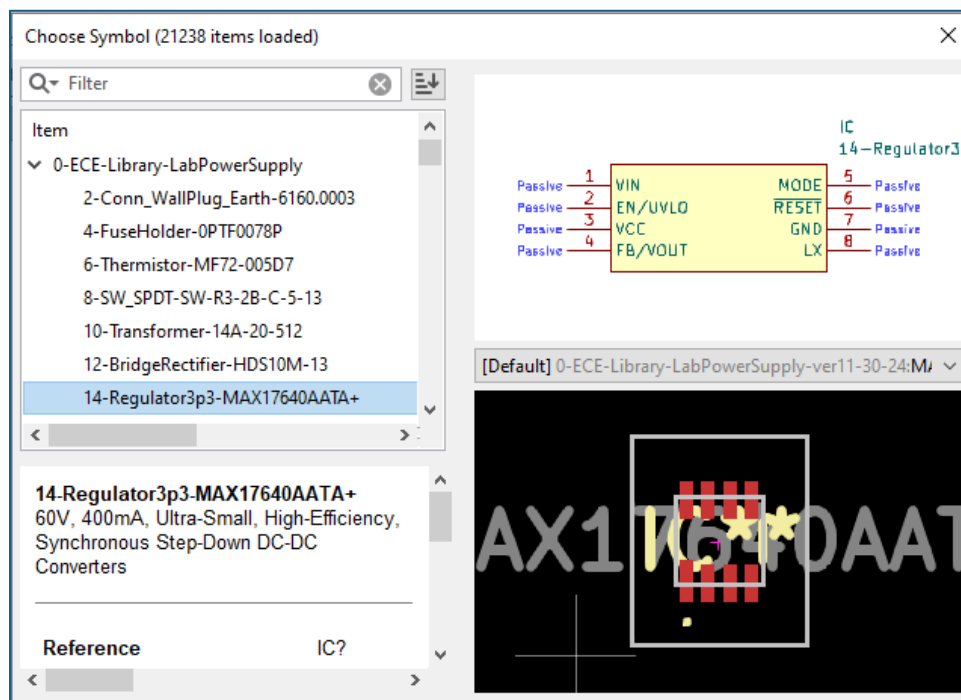 Choose Symbol (21238 items loaded)
Filter
Item
0-ECE-Library-LabPowerSupply
2-Conn_WallPlug_Earth-6160.0003
4-FuseHolder-0PTF0078P
6-Thermistor-MF72-005D7
8-SW_SPDT-SW-R3-2B-C-5-13
10-Transformer-14A-20-512
12-BridgeRectifier-HDS10M-13
14-Regulator3p3-MAX17640AATA+
14-Regulator3p3-MAX17640AATA+
60V, 400mA, Ultra-Small, High-Efficiency,
Synchronous Step-Down DC-DC
Converters
Reference IC?
IC
14-Regulator3
Passive 1 VIN MODE 5 Passive
Passive 2 EN/UVLO RESET 6 Passive
Passive 3 VCC GND 7 Passive
Passive 4 FB/VOUT LX 8 Passive
[Default] 0-ECE-Library-LabPowerSupply-ver11-30-24:MA
AX17640AAT
IC**